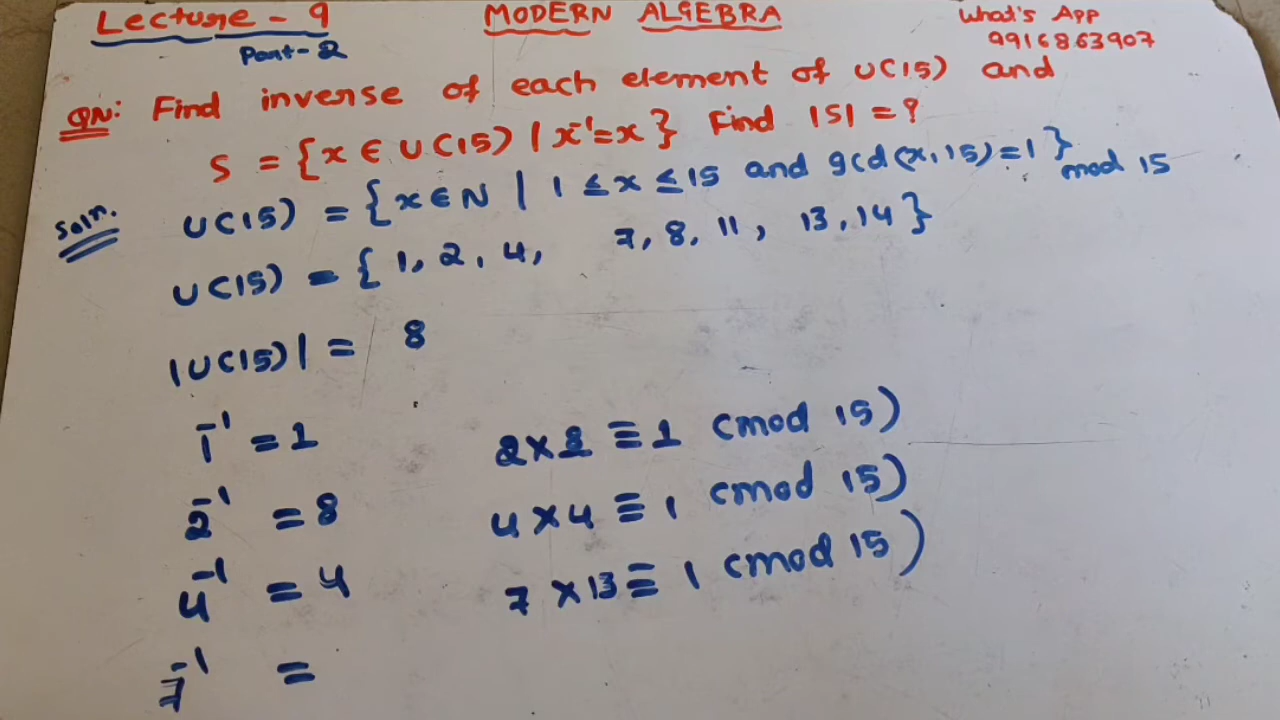 Lecture - 9 MODERN ALGEBRA What's App
Part-2 9916863907
QN: Find inverse of each element of U(15) and
S = {x ∈ U(15) | x⁻¹=x} Find |S| = ?
Soln. U(15) = {x ∈ N | 1 ≤ x ≤ 15 and gcd(x,15)=1} mod 15
U(15) = {1, 2, 4, 7, 8, 11, 13, 14}
|U(15)| = 8
1⁻¹ = 1 2×8 ≡ 1 (mod 15)
2⁻¹ = 8 4×4 ≡ 1 (mod 15)
4⁻¹ = 4 7×13 ≡ 1 (mod 15)
7⁻¹ =